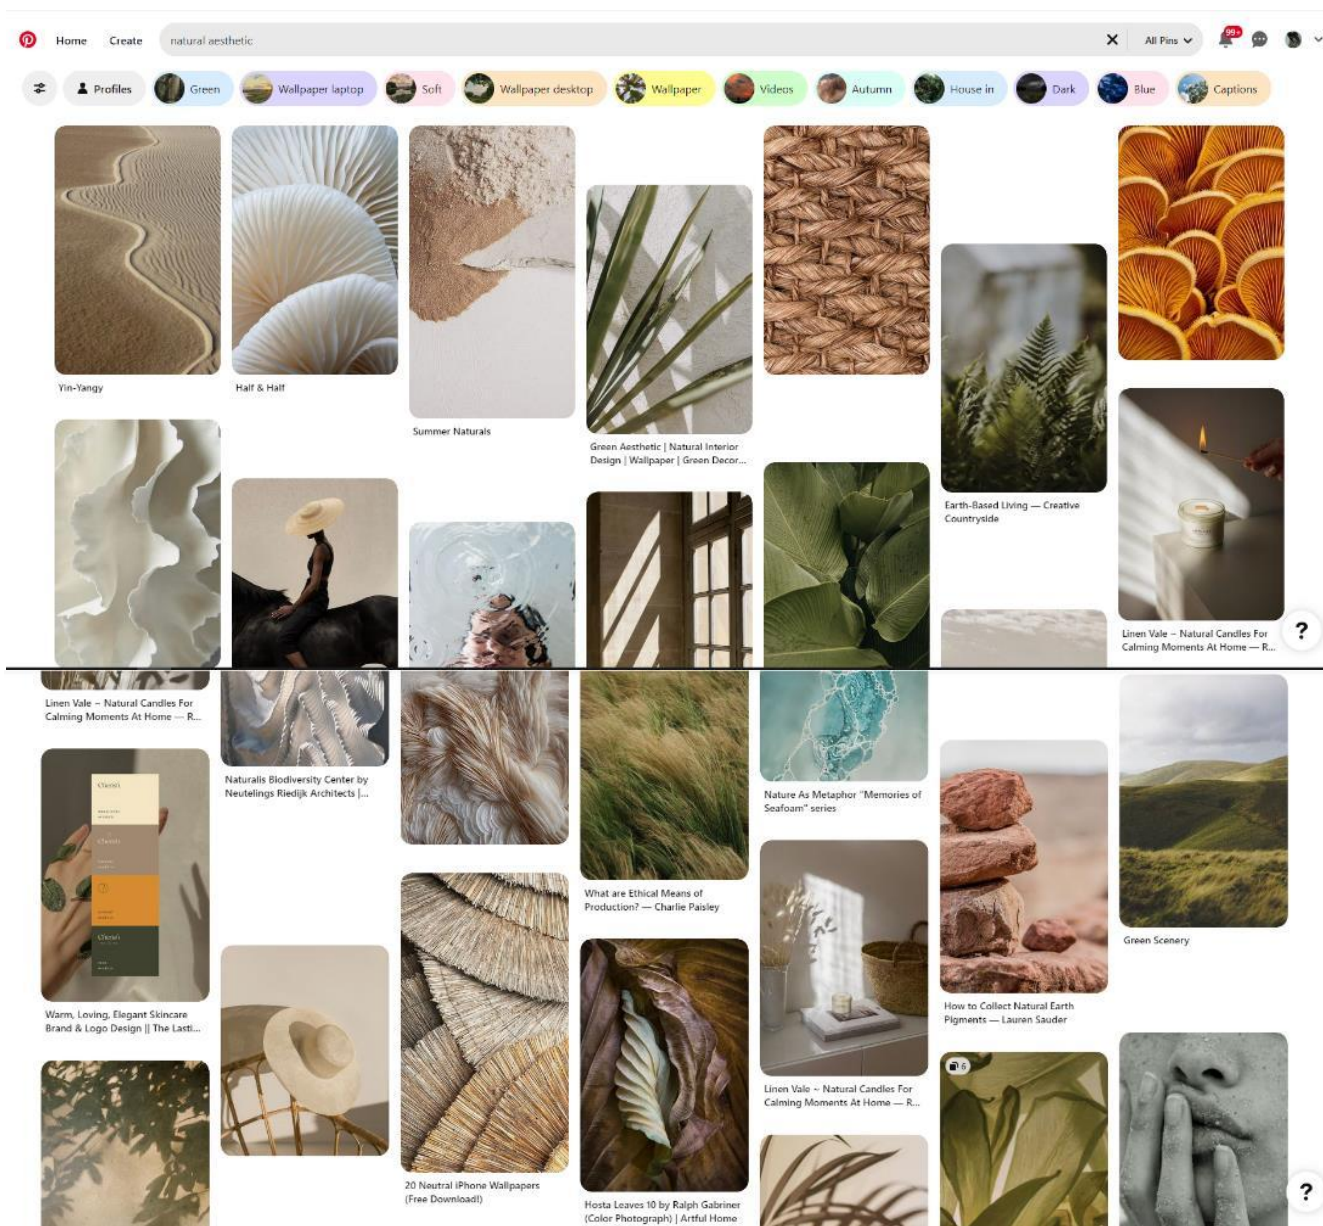 Home
Create
natural aesthetic
All Pins
99+
Profiles
Green
Wallpaper laptop
Soft
Wallpaper desktop
Wallpaper
Videos
Autumn
House in
Dark
Blue
Captions
Yin-Yangy
Half & Half
Summer Naturals
Green Aesthetic | Natural Interior
Design | Wallpaper | Green Decor...
Earth-Based Living — Creative
Countryside
Linen Vale ~ Natural Candles For
Calming Moments At Home — R...
?
Linen Vale ~ Natural Candles For
Calming Moments At Home — R...
Naturalis Biodiversity Center by
Neutelings Riedijk Architects |...
What are Ethical Means of
Production? — Charlie Paisley
Nature As Metaphor "Memories of
Seafoam" series
Green Scenery
Warm, Loving, Elegant Skincare
Brand & Logo Design || The Lasti...
How to Collect Natural Earth
Pigments — Lauren Sauder
Linen Vale ~ Natural Candles For
Calming Moments At Home — R...
6
20 Neutral iPhone Wallpapers
(Free Download!)
Hosta Leaves 10 by Ralph Gabriner
(Color Photograph) | Artful Home
?